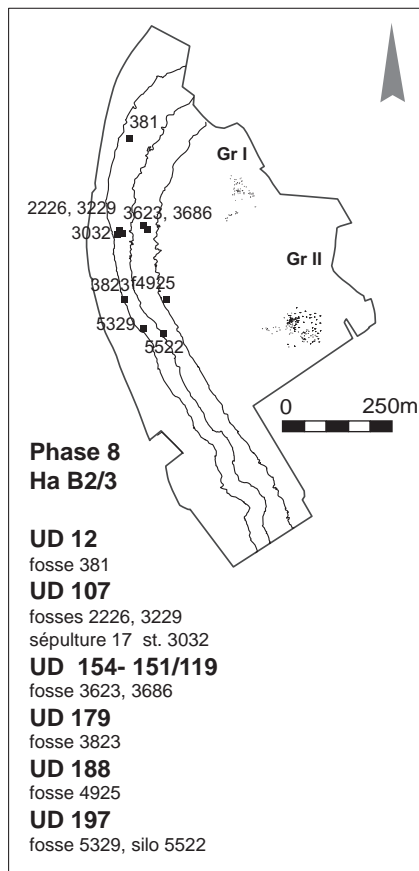 381
Gr I
2226, 3229
3623, 3686
3032
Gr II
3823
f4925
5329
5522
0 250m
Phase 8
Ha B2/3
UD 12
fosse 381
UD 107
fosses 2226, 3229
sépulture 17 st. 3032
UD 154- 151/119
fosse 3623, 3686
UD 179
fosse 3823
UD 188
fosse 4925
UD 197
fosse 5329, silo 5522